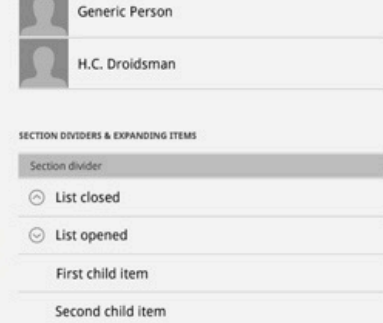 Generic Person
H.C. Droidsman
SECTION DIVIDERS & EXPANDING ITEMS
Section divider
List closed
List opened
First child item
Second child item